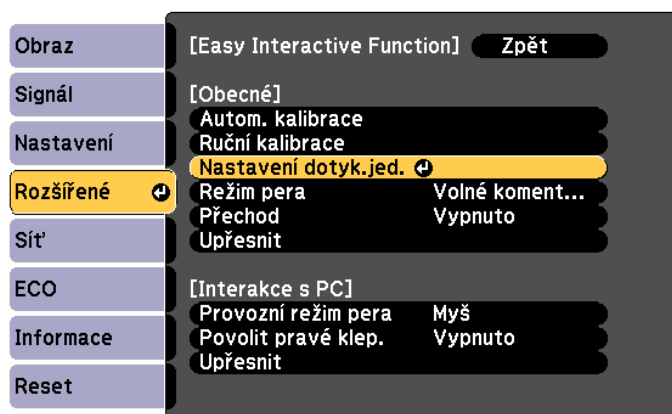 Obraz
Signál
Nastavení
Rozšířené
Síť
ECO
Informace
Reset
[Easy Interactive Function] Zpět
[Obecné]
Autom. kalibrace
Ruční kalibrace
Nastavení dotyk.jed.
Režim pera Volné koment...
Přechod Vypnuto
Upřesnit
[Interakce s PC]
Provozní režim pera Myš
Povolit pravé klep. Vypnuto
Upřesnit